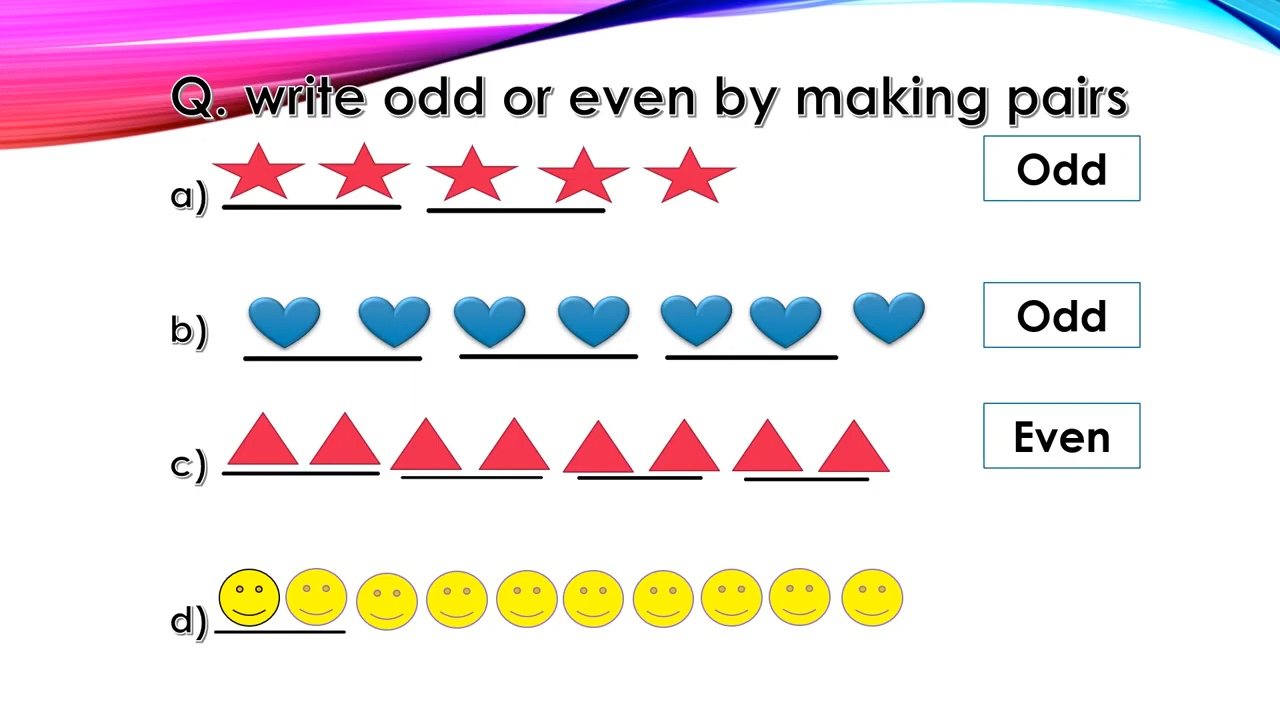 Q. write odd or even by making pairs
a) Odd
b) Odd
c) Even
d)